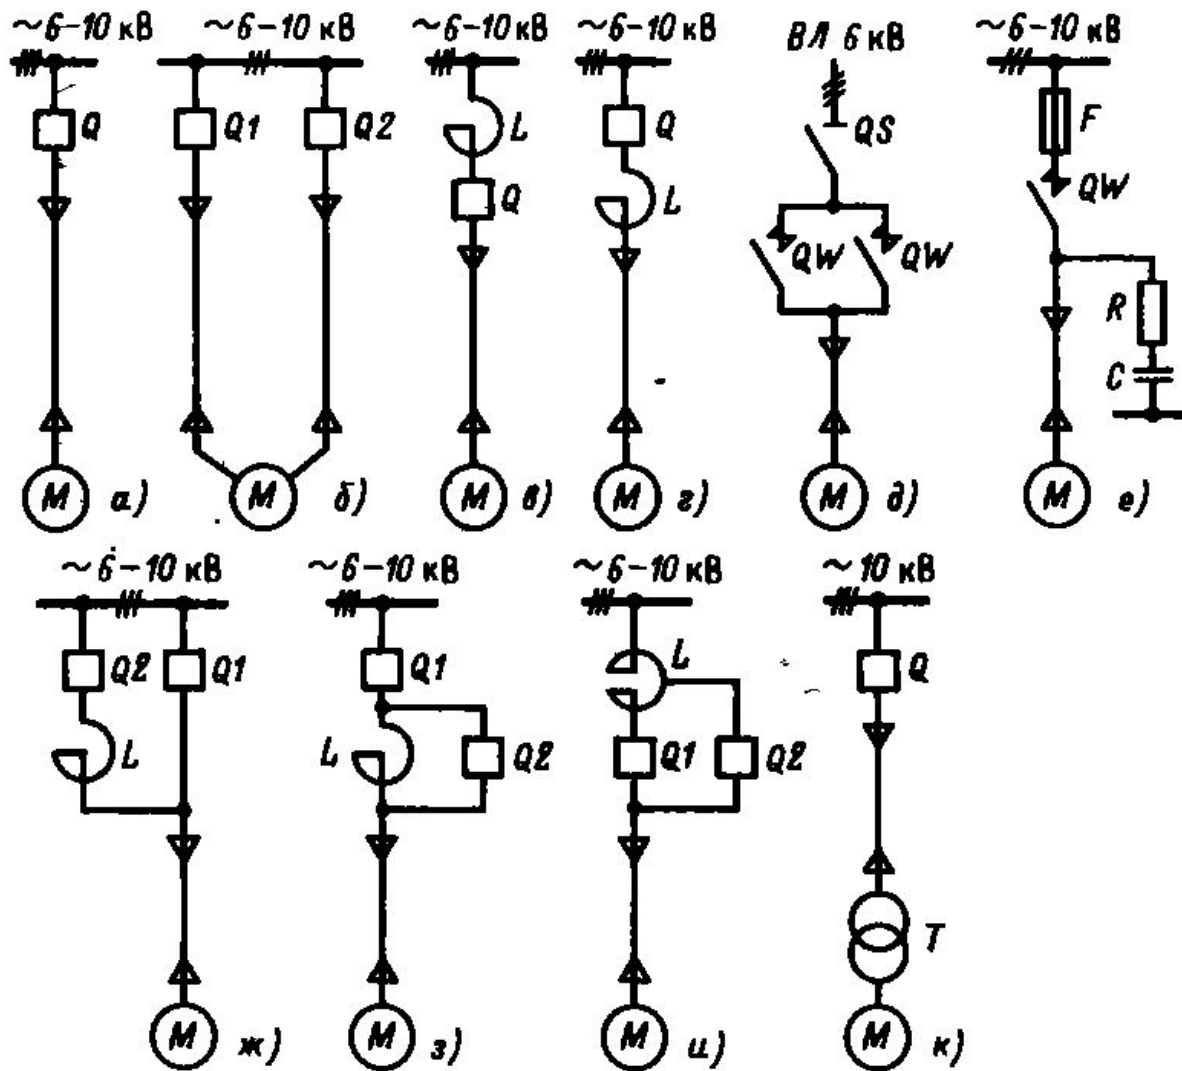 ~6-10 кВ ~6-10 кВ ~6-10 кВ ~6-10 кВ ВЛ 6 кВ ~6-10 кВ
Q Q1 Q2 L Q QS F
Q L QW QW QW
R
C
М а) М б) М в) М г) М д) М е)
~6-10 кВ ~6-10 кВ ~6-10 кВ ~10 кВ
Q2 Q1 Q1 L Q
L L Q2 Q1 Q2
T
М ж) М з) М и) М к)